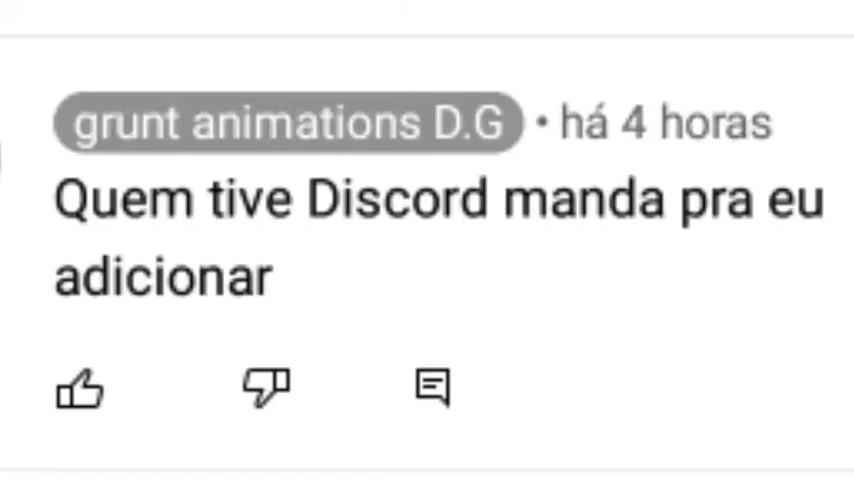 grunt animations D.G • há 4 horas
Quem tive Discord manda pra eu
adicionar